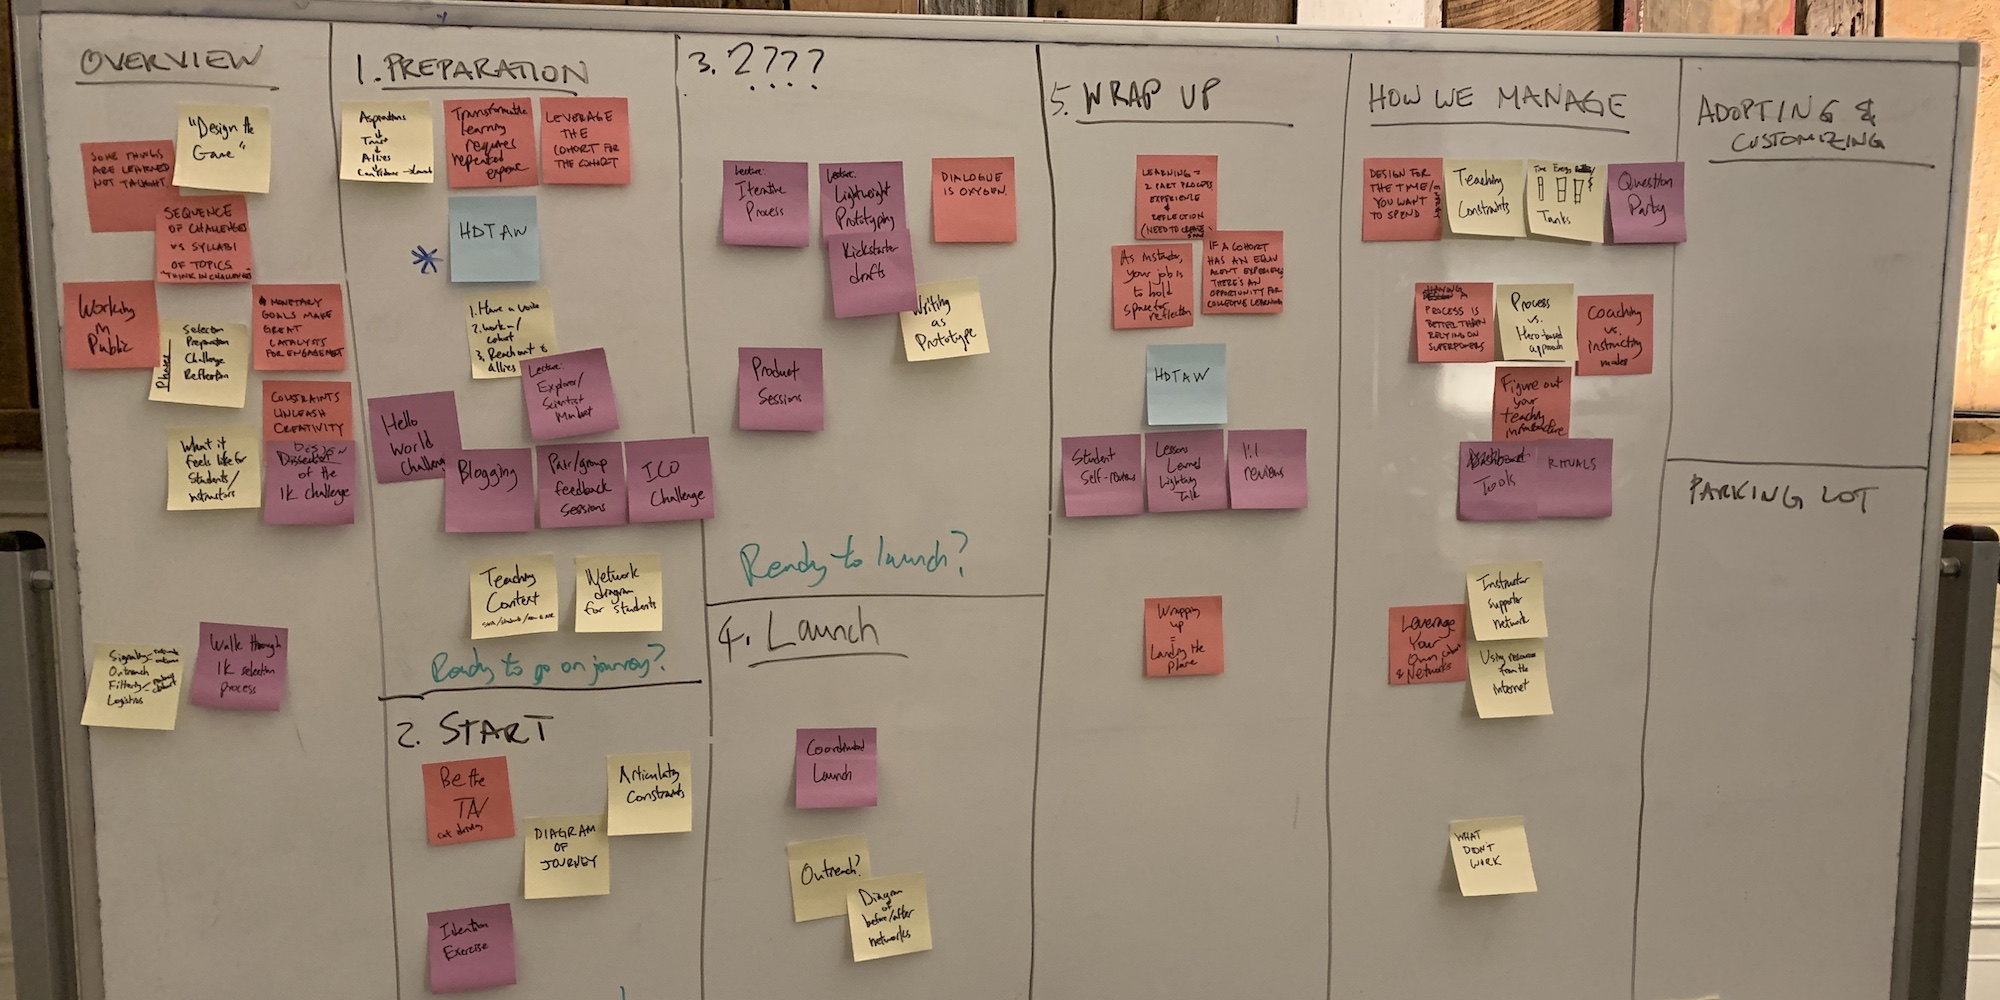 OVERVIEW
"Design the
Game"
SOME THINGS
ARE LEARNED
NOT TAUGHT
SEQUENCE
OF CHALLENGES
VS SYLLABI
OF TOPICS
"THINK IN CHALLENGES"
Working
in
Public
Phases
Selection
Preparation
Challenge
Reflection
MONETARY
GOALS MAKE
GREAT
CATALYSTS
FOR ENGAGEMENT
CONSTRAINTS
UNLEASH
CREATIVITY
What it
feels like for
Students/
instructors
DESIGN
of the
1K challenge
Signaling
Outreach
Filtering
Logistics
Walk through
1K selection
process
1. PREPARATION
Aspirations
Trust
Allies
Confidence
Transformative
Learning
requires
repeated
exposure
LEVERAGE
THE
COHORT FOR
THE COHORT
HDTAW
1. Have a voice
2. work w/
cohort
3. Reach out to
allies
Lecture:
Explorer/
Scientist
Mindset
Hello
World
Challenge
Blogging
Pair/group
feedback
Sessions
ICO
Challenge
Teaching
Context
Network
diagram
for students
Ready to go on journey?
2. START
Be the
TA
Articulating
Constraints
DIAGRAM
OF
JOURNEY
Intention
Exercise
3. ????
Lecture:
Iterative
Process
Lecture:
Lightweight
Prototyping
Kickstarter
drafts
DIALOGUE
IS OXYGEN.
Writing
as
Prototype
Product
Sessions
Ready to launch?
4. Launch
Coordinated
Launch
Outreach?
Diagram
of
before/after
networks
5. WRAP UP
LEARNING =
2 PART PROCESS
EXPERIENCE
&
REFLECTION
(NEED TO CREATE
As instructor,
your job is
to hold
space for
reflection
IF A COHORT
HAS AN EQUIV
ALENT EXPERIENCE
THERE'S AN
OPPORTUNITY FOR
COLLECTIVE LEARNING
HDTAW
Student
Self-reviews
Lessons
Learned
Lightning
Talk
1:1
reviews
Wrapping
up
=
Landing the
plane
HOW WE MANAGE
DESIGN FOR
THE TIME/
YOU WANT
TO SPEND
Teaching
Constraints
Time Energy
Tanks
Question
Party
PROCESS IS
BETTER THAN
RELYING ON
SUPERPOWERS
Process
vs.
Hero-based
approach
Coaching
vs.
instructing
modes
Figure out
your
teaching
infrastructure
Tools
RITUALS
Instructor
support
network
Leverage
Your
Own
& Networks
Using resources
from the
Internet
WHAT
DIDN'T
WORK
ADOPTING &
CUSTOMIZING
PARKING LOT